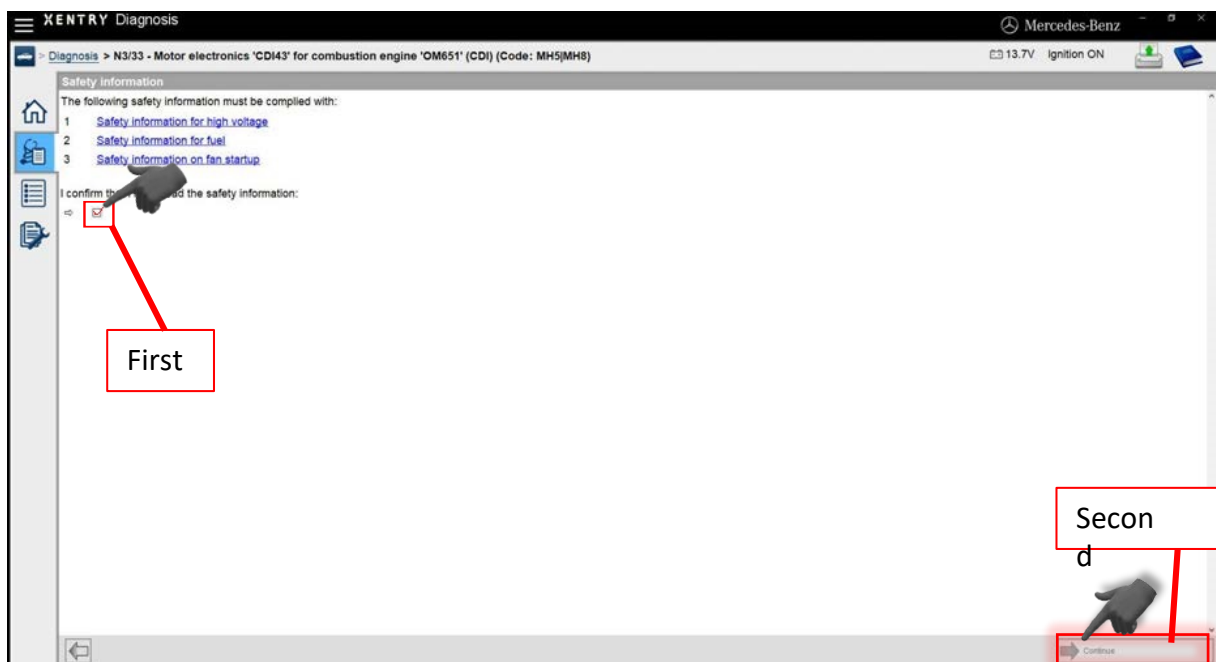 XENTRY Diagnosis
Mercedes-Benz
> Diagnosis > N3/33 - Motor electronics 'CDI43' for combustion engine 'OM651' (CDI) (Code: MH5|MH8)
13.7V Ignition ON
Safety information
The following safety information must be complied with:
1 Safety information for high voltage
2 Safety information for fuel
3 Safety information on fan startup
I confirm the safety information:
First
Secon
d
Continue